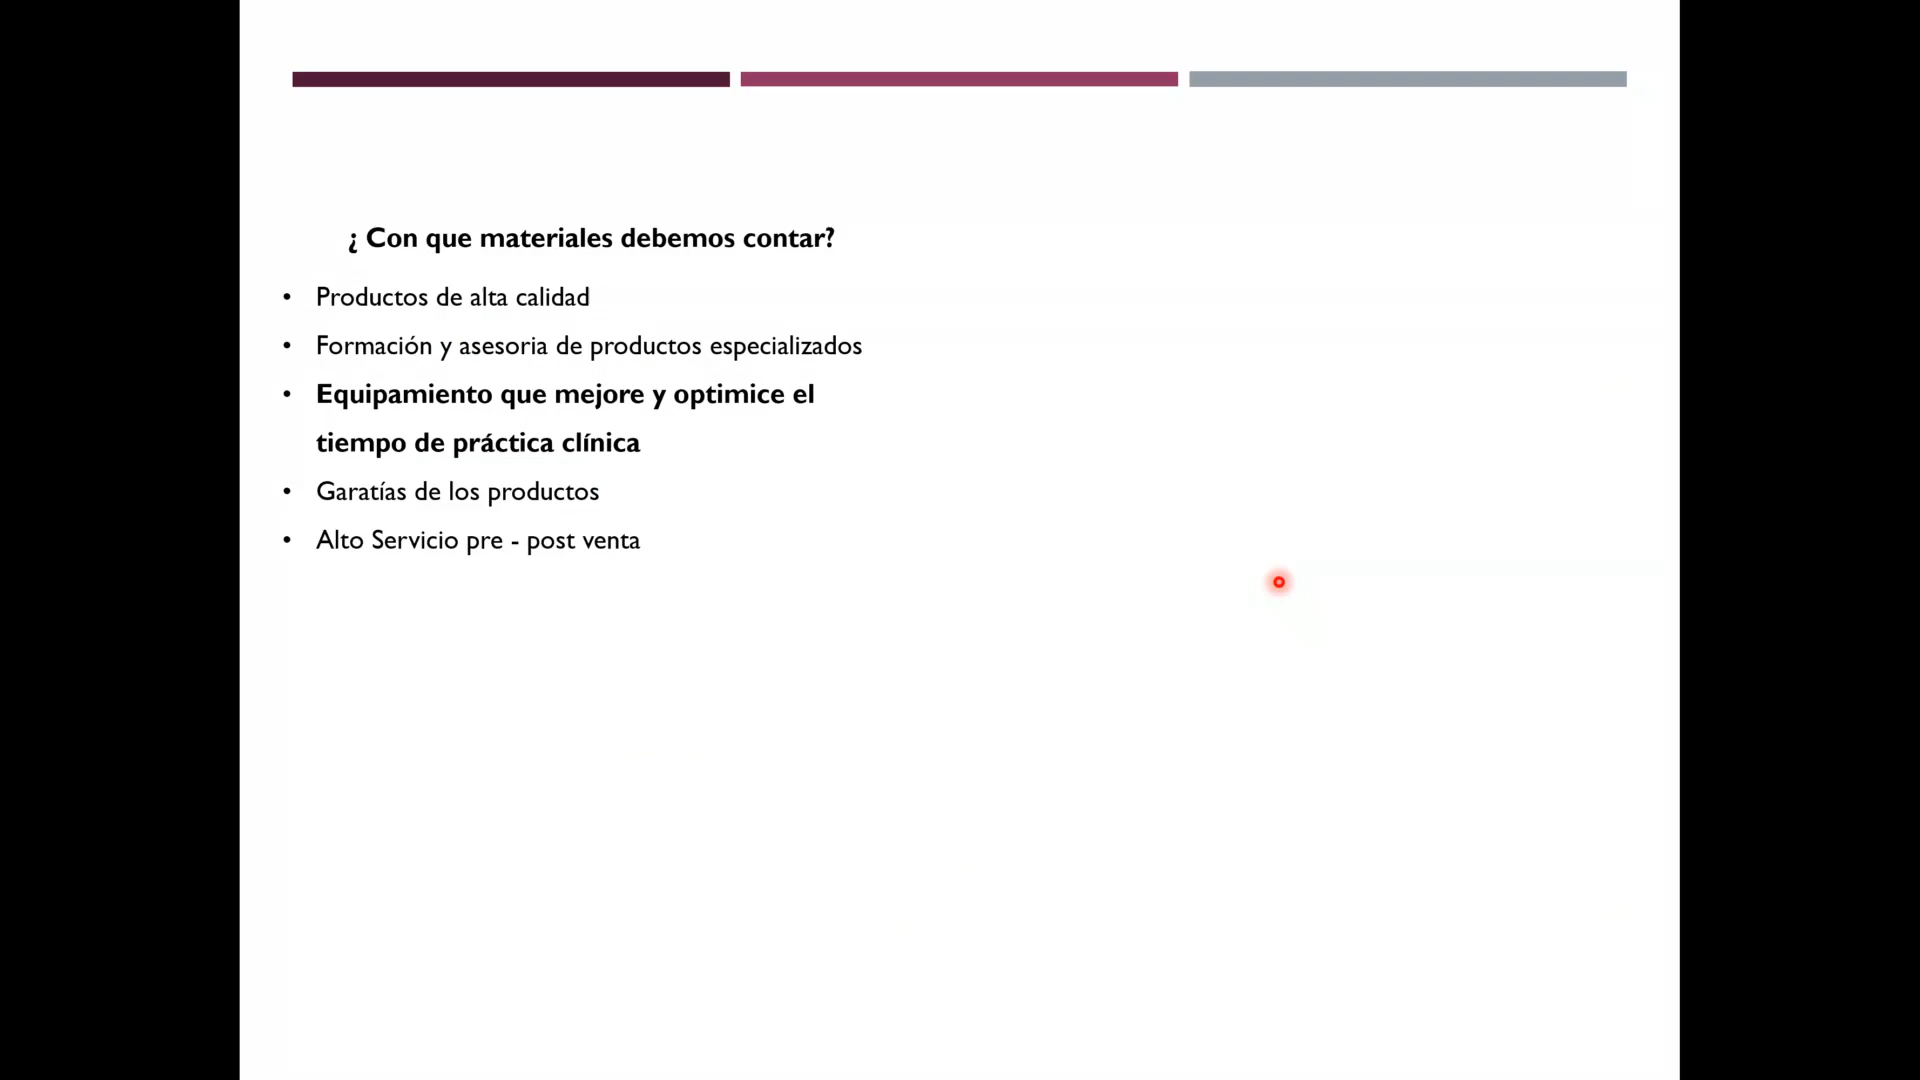 ¿ Con que materiales debemos contar?
• Productos de alta calidad
• Formación y asesoria de productos especializados
• Equipamiento que mejore y optimice el
tiempo de práctica clínica
• Garatías de los productos
• Alto Servicio pre - post venta